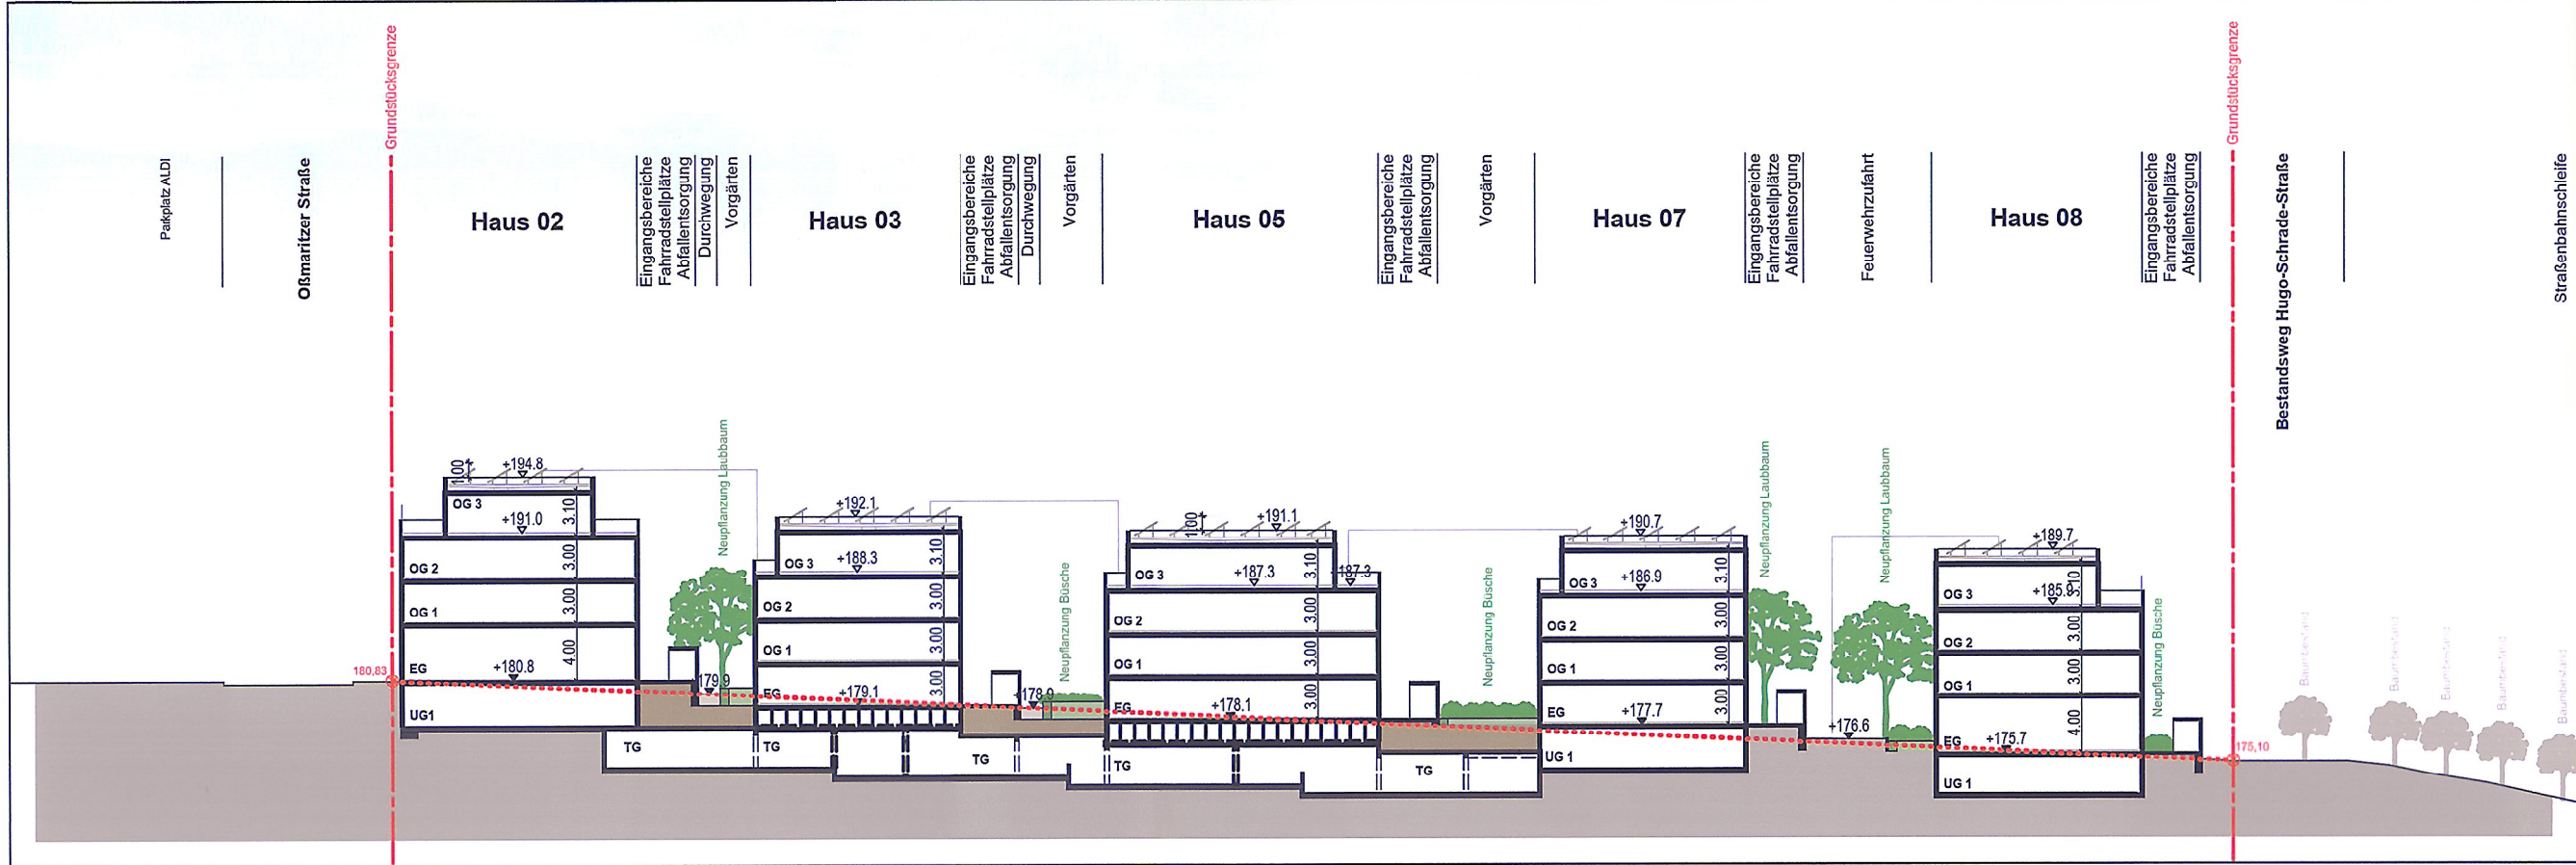 Grundstücksgrenze
Grundstücksgrenze
Parkplatz ALDI
Oßmaritzer Straße
Haus 02
Eingangsbereiche
Fahrradstellplätze
Abfallentsorgung
Durchwegung
Vorgärten
Haus 03
Eingangsbereiche
Fahrradstellplätze
Abfallentsorgung
Durchwegung
Vorgärten
Haus 05
Eingangsbereiche
Fahrradstellplätze
Abfallentsorgung
Vorgärten
Haus 07
Eingangsbereiche
Fahrradstellplätze
Abfallentsorgung
Feuerwehrzufahrt
Haus 08
Eingangsbsreiche
Fahrradstellplätze
Abfallentsorgung
Bestandsweg Hugo-Schrade-Straße
Straßenbahnschleife
180,83
1.00
+194.8
OG 3
3.10
+191.0
OG 2
3.00
OG 1
3.00
EG
+180.8
4.00
UG1
Neupflanzung Laubbaum
179.9
TG
+192.1
OG 3
+188.3
3.10
OG 2
3.00
OG 1
3.00
EG
+179.1
3.00
TG
TG
+178.9
Neupflanzung Büsche
1.00
+191.1
OG 3
+187.3
3.10
187.3
OG 2
3.00
OG 1
3.00
EG
+178.1
3.00
TG
TG
Neupflanzung Büsche
+190.7
OG 3
+186.9
3.10
OG 2
3.00
OG 1
3.00
EG
+177.7
3.00
UG 1
Neupflanzung Laubbaum
+176.6
Neupflanzung Laubbaum
+189.7
OG 3
+185.9
3.10
OG 2
3.00
OG 1
3.00
EG
+175.7
4.00
UG 1
Neupflanzung Büsche
175,10
Baumbestand
Baumbestand
Baumbestand
Baumbestand
Baumbestand